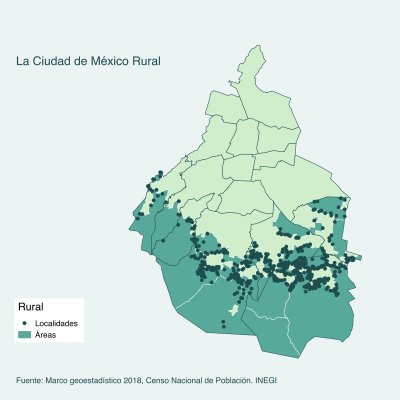 La Ciudad de México Rural
Rural
Localidades
Áreas
Fuente: Marco geoestadístico 2018, Censo Nacional de Población. INEGI